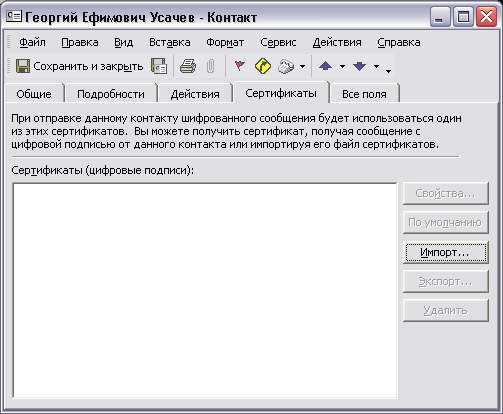 Георгий Ефимович Усачев - Контакт
Файл Правка Вид Вставка Формат Сервис Действия Справка
Сохранить и закрыть
Общие Подробности Действия Сертификаты Все поля
При отправке данному контакту шифрованного сообщения будет использоваться один
из этих сертификатов. Вы можете получить сертификат, получая сообщение с
цифровой подписью от данного контакта или импортируя его файл сертификатов.
Сертификаты (цифровые подписи):
Свойства...
По умолчанию
Импорт...
Экспорт...
Удалить